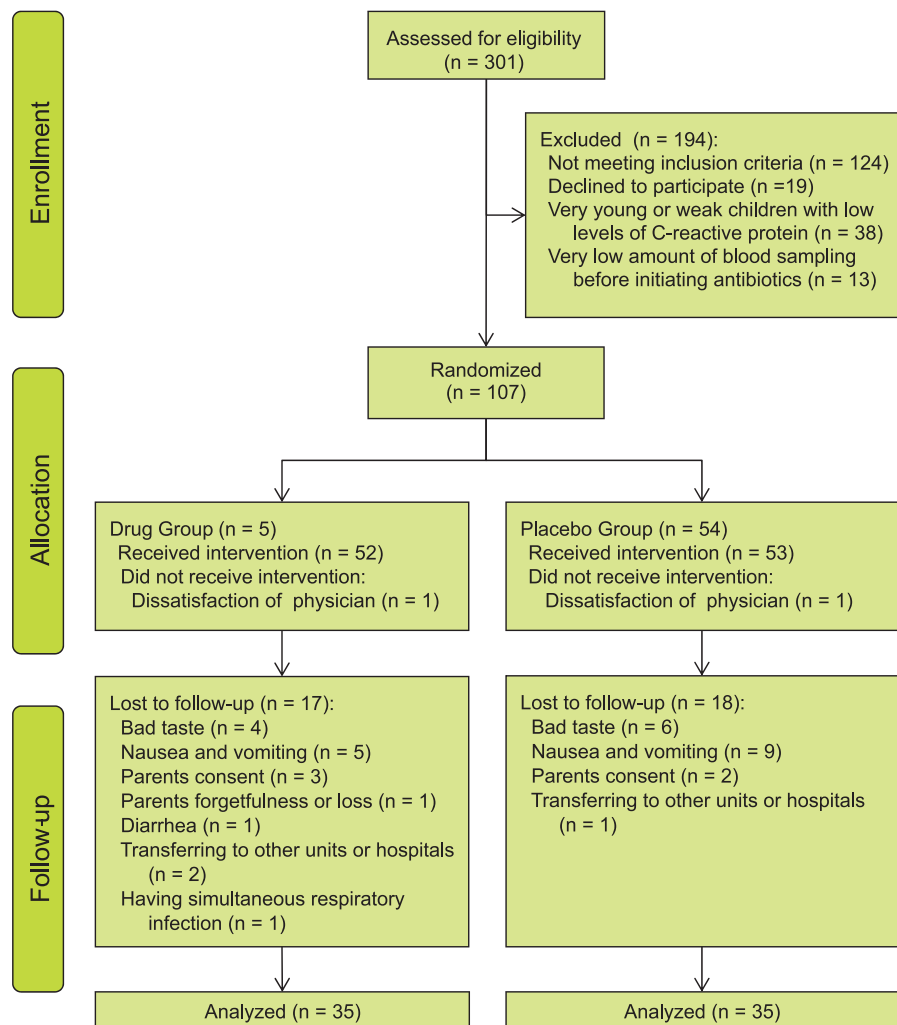 Enrollment
Assessed for eligibility
(n = 301)
Excluded (n = 194):
Not meeting inclusion criteria (n = 124)
Declined to participate (n =19)
Very young or weak children with low
levels of C-reactive protein (n = 38)
Very low amount of blood sampling
before initiating antibiotics (n = 13)
Randomized
(n = 107)
Allocation
Drug Group (n = 5)
Received intervention (n = 52)
Did not receive intervention:
Dissatisfaction of physician (n = 1)
Placebo Group (n = 54)
Received intervention (n = 53)
Did not receive intervention:
Dissatisfaction of physician (n = 1)
Follow-up
Lost to follow-up (n = 17):
Bad taste (n = 4)
Nausea and vomiting (n = 5)
Parents consent (n = 3)
Parents forgetfulness or loss (n = 1)
Diarrhea (n = 1)
Transferring to other units or hospitals
(n = 2)
Having simultaneous respiratory
infection (n = 1)
Lost to follow-up (n = 18):
Bad taste (n = 6)
Nausea and vomiting (n = 9)
Parents consent (n = 2)
Transferring to other units or hospitals
(n = 1)
Analyzed (n = 35)
Analyzed (n = 35)